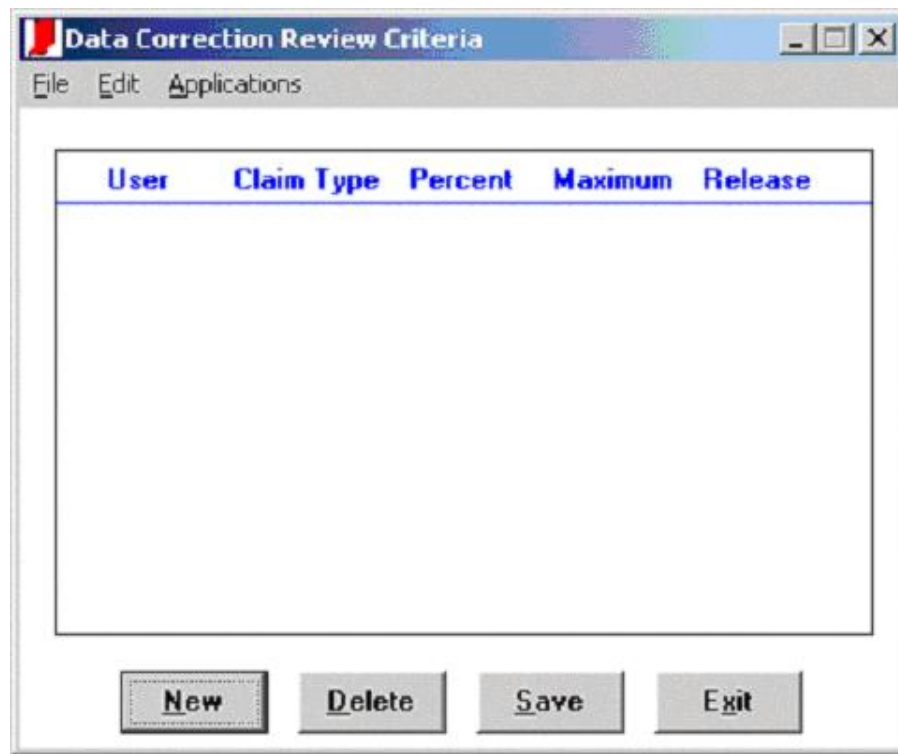 Data Correction Review Criteria
File Edit Applications
User Claim Type Percent Maximum Release
New Delete Save Exit